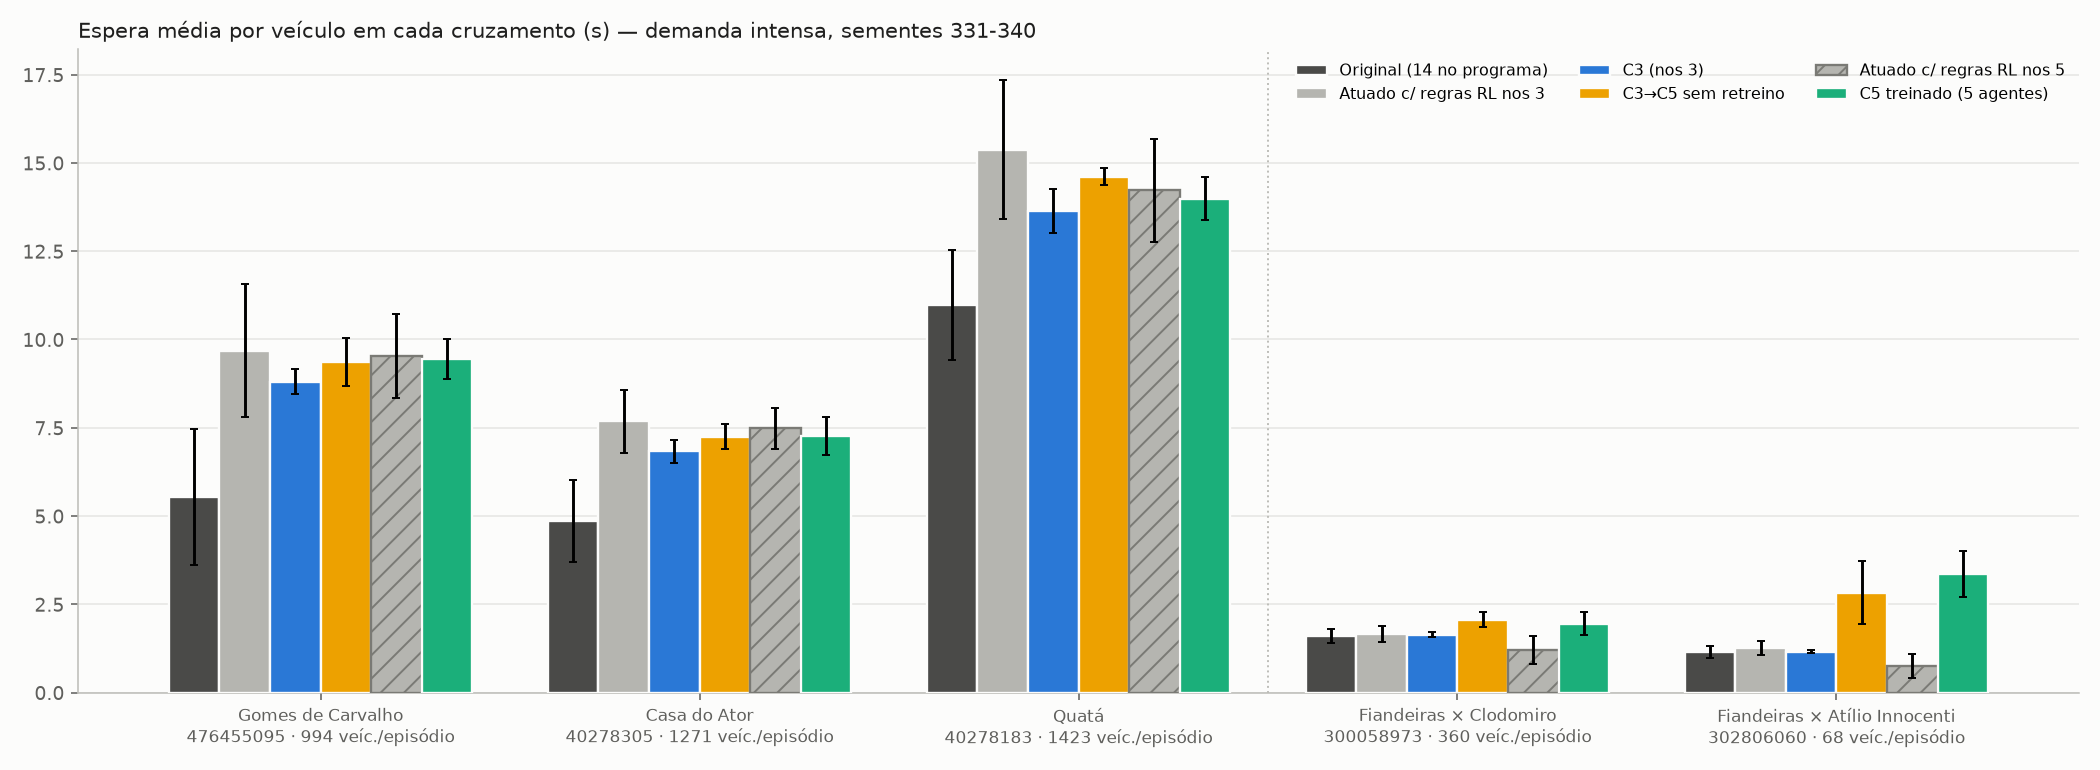 Espera média por veículo em cada cruzamento (s) — demanda intensa, sementes 331-340
Original (14 no programa)
Atuado c/ regras RL nos 3
C3 (nos 3)
C3→C5 sem retreino
Atuado c/ regras RL nos 5
C5 treinado (5 agentes)
17.5
15.0
12.5
10.0
7.5
5.0
2.5
0.0
Gomes de Carvalho
476455095 · 994 veíc./episódio
Casa do Ator
40278305 · 1271 veíc./episódio
Quatá
40278183 · 1423 veíc./episódio
Fiandeiras × Clodomiro
300058973 · 360 veíc./episódio
Fiandeiras × Atílio Innocenti
302806060 · 68 veíc./episódio